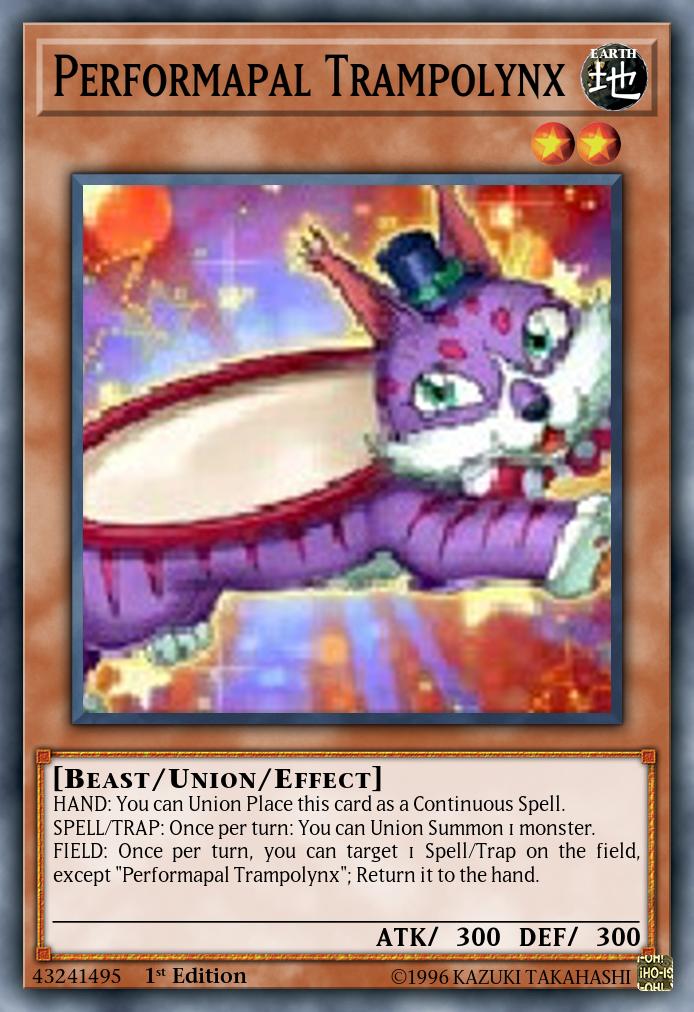 Performapal Trampolynx
EARTH
地
[Beast/Union/Effect]
HAND: You can Union Place this card as a Continuous Spell.
SPELL/TRAP: Once per turn: You can Union Summon 1 monster.
FIELD: Once per turn, you can target 1 Spell/Trap on the field,
except "Performapal Trampolynx"; Return it to the hand.
ATK/ 300 DEF/ 300
43241495 1st Edition ©1996 KAZUKI TAKAHASHI